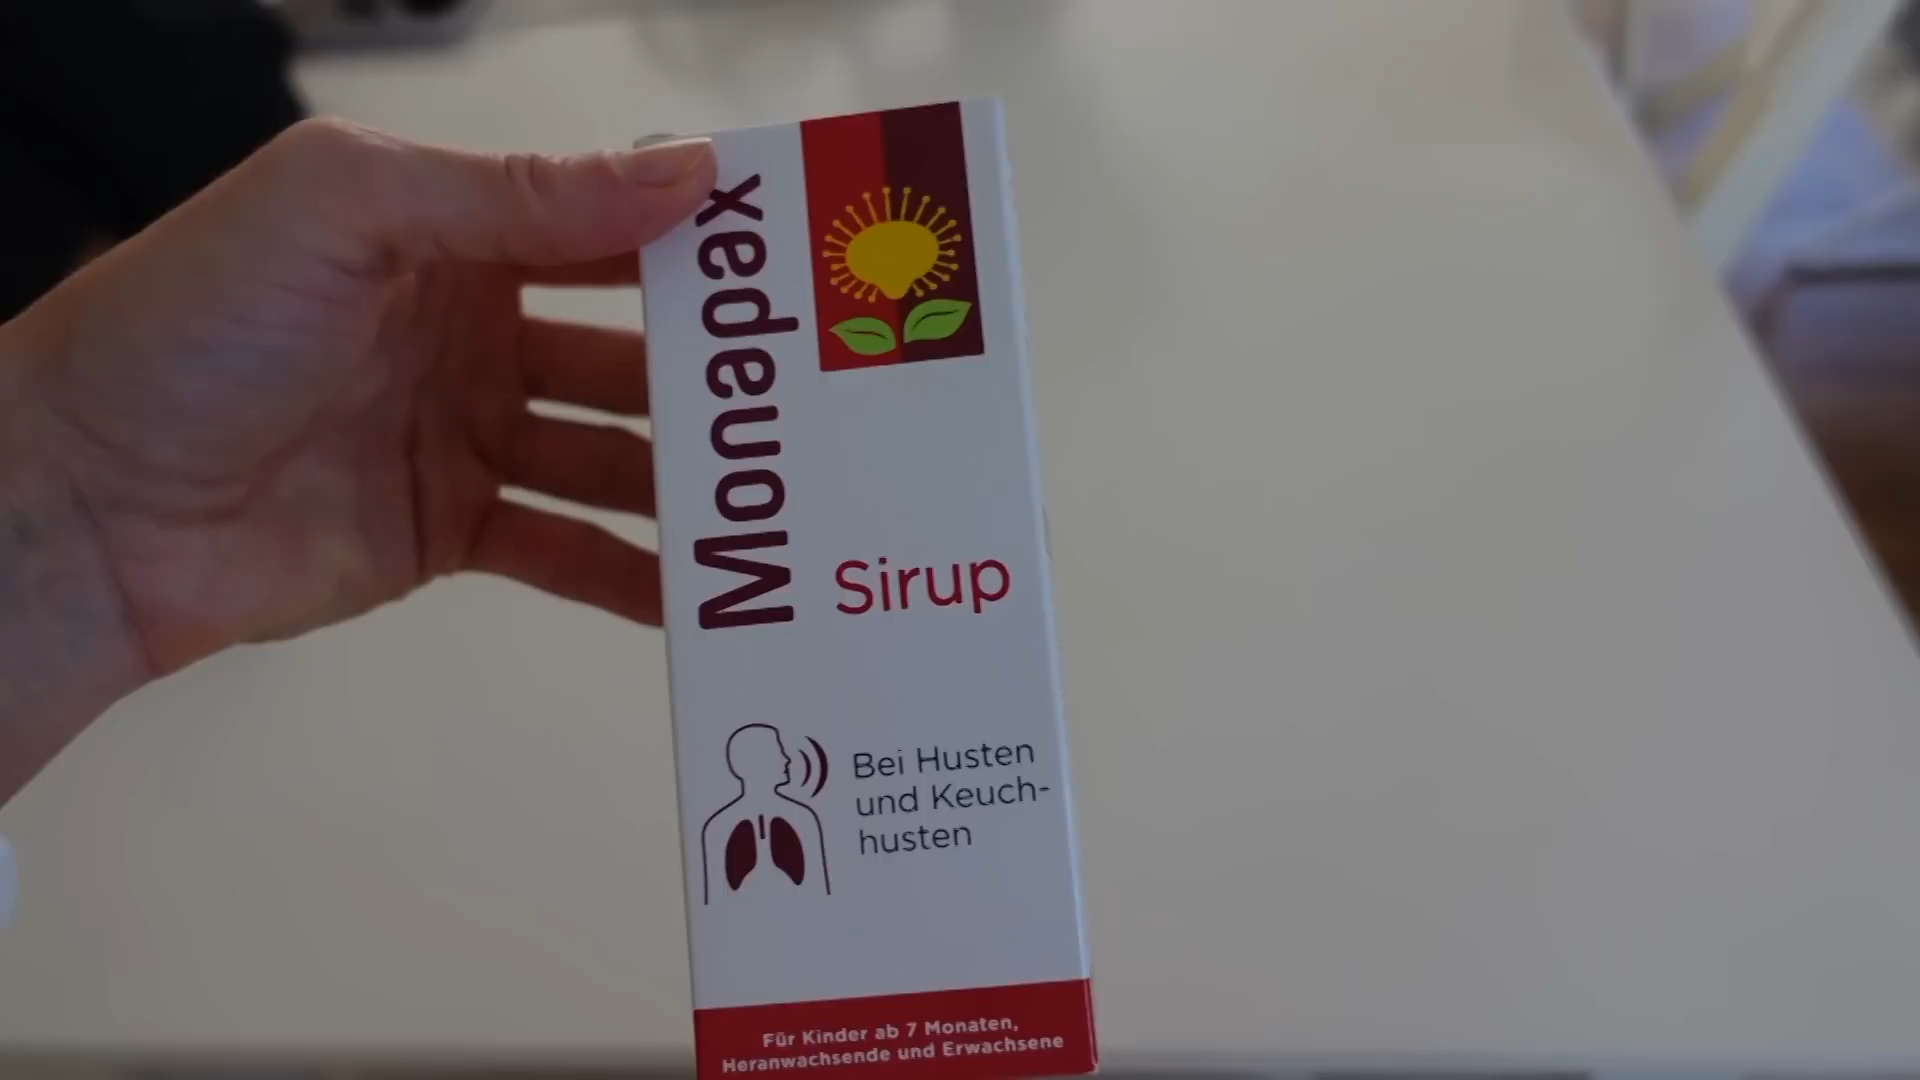 Monapax
Sirup
Bei Husten
und Keuch-
husten
Für Kinder ab 7 Monaten,
Heranwachsende und Erwachsene